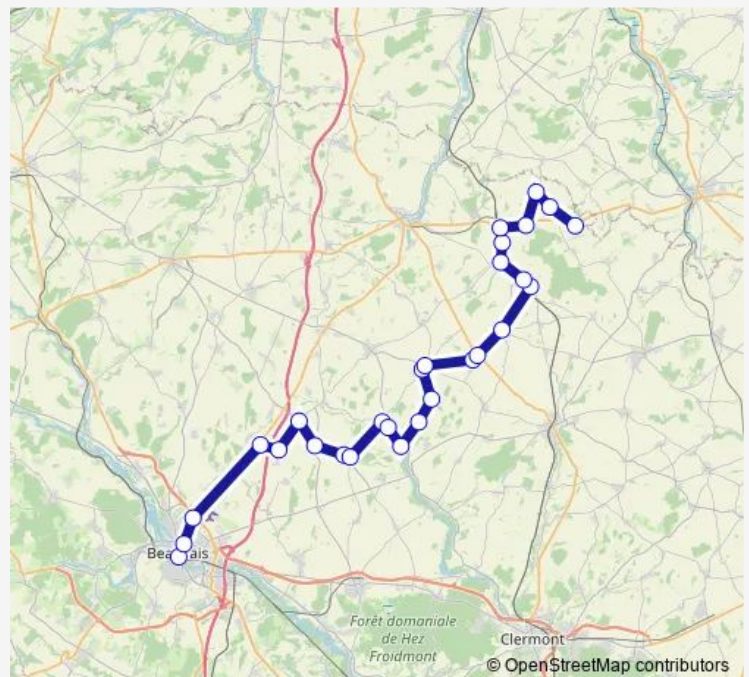 Beauvais
Forêt domaniale
de Hez
Froidmont
Clermont
© OpenStreetMap contributors